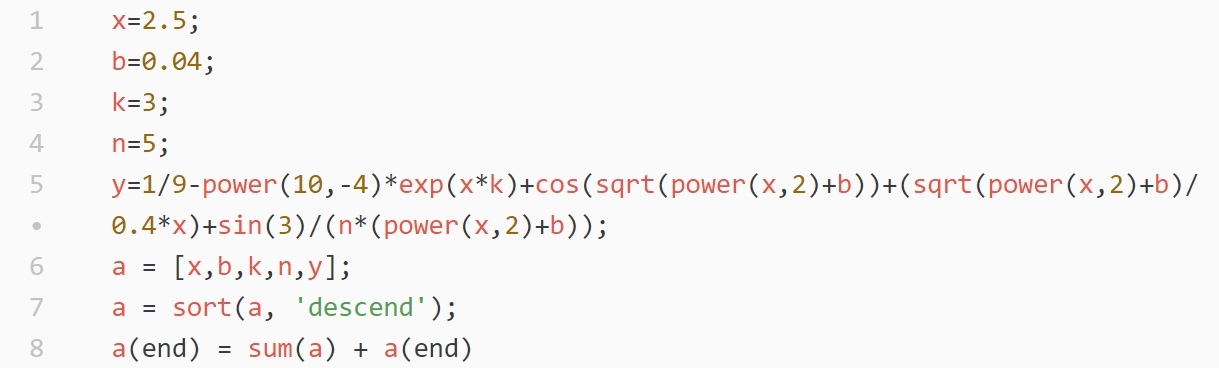 1 x=2.5;
2 b=0.04;
3 k=3;
4 n=5;
5 y=1/9-power(10,-4)*exp(x*k)+cos(sqrt(power(x,2)+b))+(sqrt(power(x,2)+b)/
• 0.4*x)+sin(3)/(n*(power(x,2)+b));
6 a = [x,b,k,n,y];
7 a = sort(a, 'descend');
8 a(end) = sum(a) + a(end)